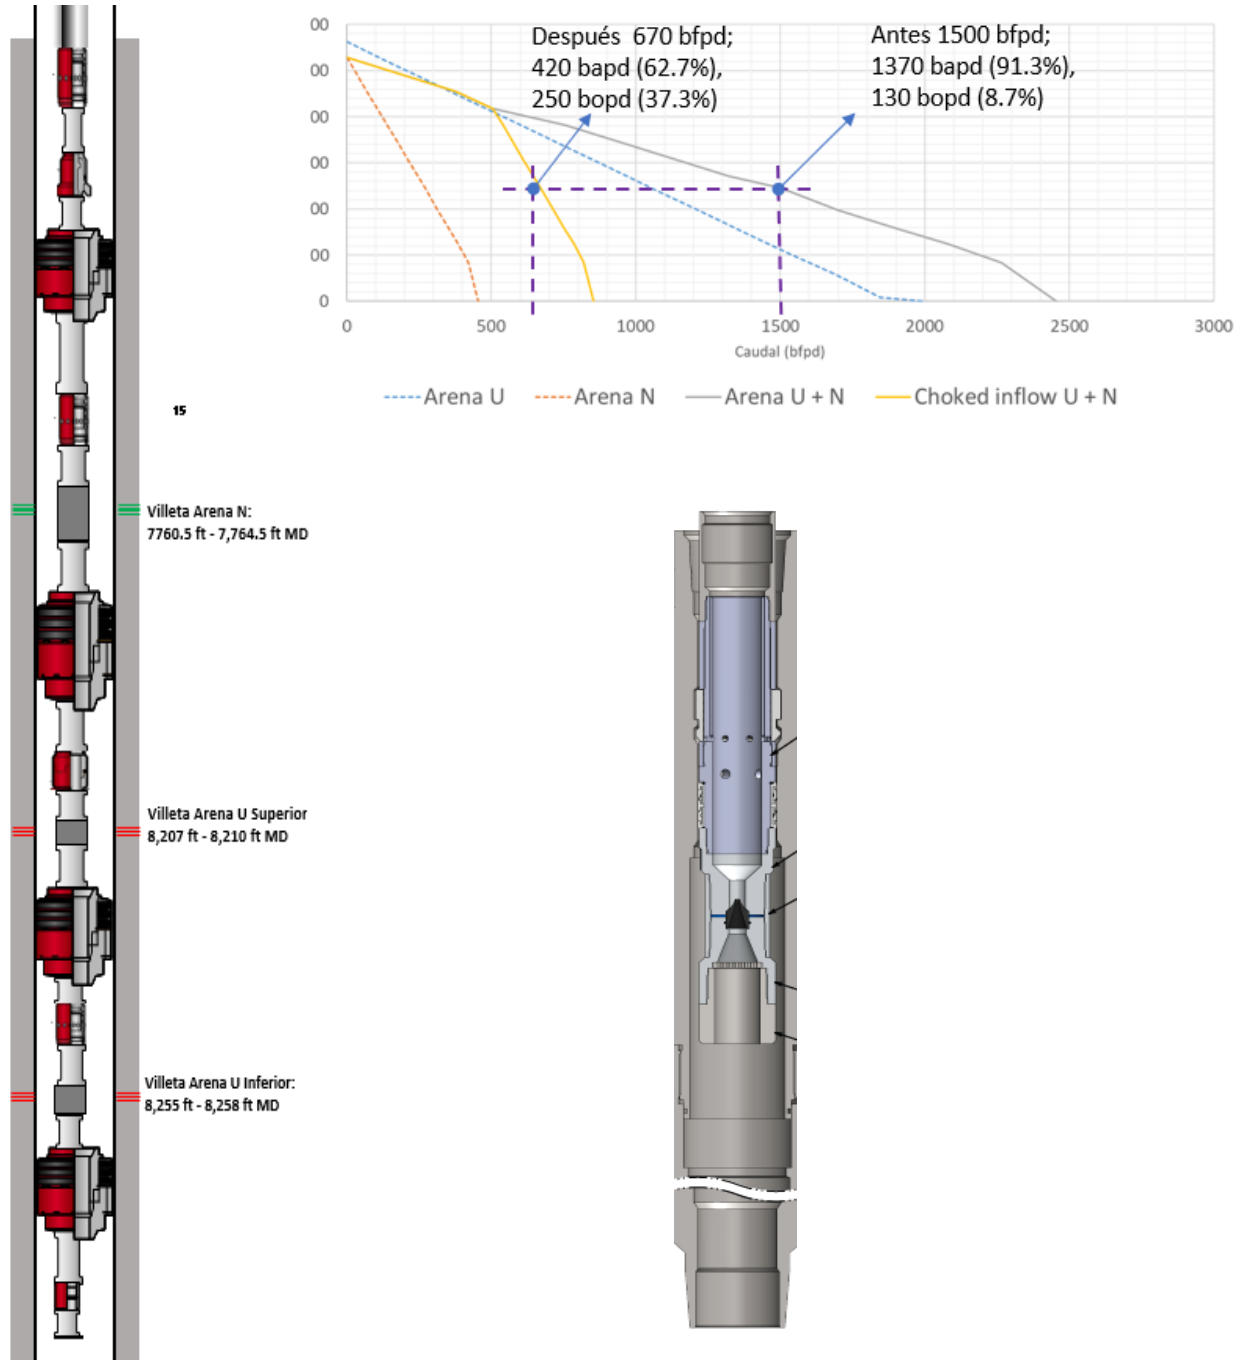 Después 670 bfpd;
420 bapd (62.7%),
250 bopd (37.3%)
Antes 1500 bfpd;
1370 bapd (91.3%),
130 bopd (8.7%)
00
00
00
00
00
00
0
0 500 1000 1500 2000 2500 3000
Caudal (bfpd)
Arena U Arena N Arena U + N Choked inflow U + N
15
Villeta Arena N:
7760.5 ft - 7,764.5 ft MD
Villeta Arena U Superior
8,207 ft - 8,210 ft MD
Villeta Arena U Inferior:
8,255 ft - 8,258 ft MD